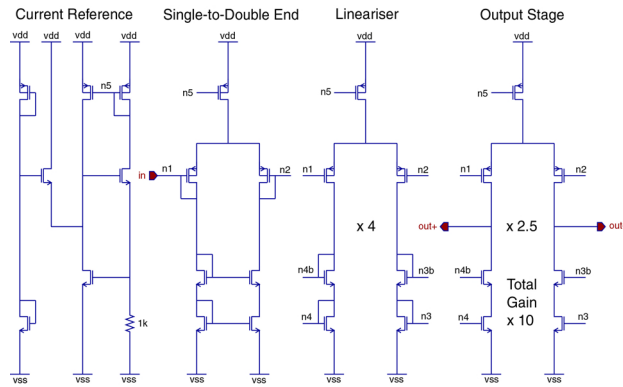 Current Reference Single-to-Double End Lineariser Output Stage
vdd vdd vdd vdd vdd vdd vdd
n5 n5 n5 n5
in n1 n2 n1 n2 n1 n2
x 4 out+ x 2.5 out
n4b n3b n4b n3b
Total
Gain
x 10
1k n4 n3 n4 n3
vss vss vss vss vss vss vss vss vss